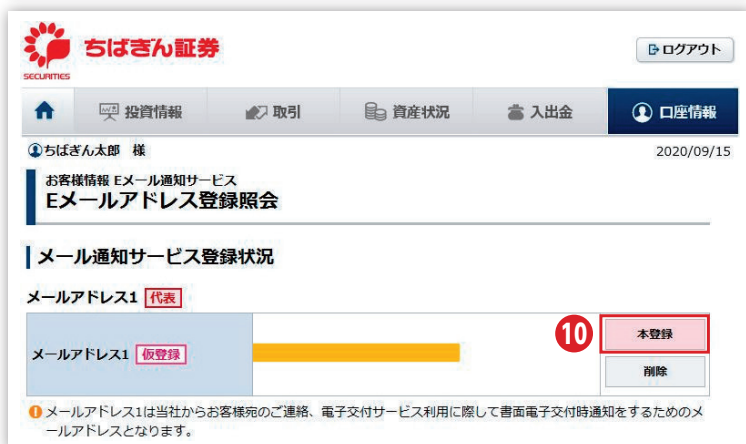 SECURITIES
ちばぎん証券
ログアウト
投資情報
取引
資産状況
入出金
口座情報
ちばぎん太郎 様
2020/09/15
お客様情報 Eメール通知サービス
Eメールアドレス登録照会
メール通知サービス登録状況
メールアドレス1 代表
メールアドレス1 仮登録
10
本登録
削除
メールアドレス1は当社からお客様宛のご連絡、電子交付サービス利用に際して書面電子交付時通知をするためのメ
ールアドレスとなります。